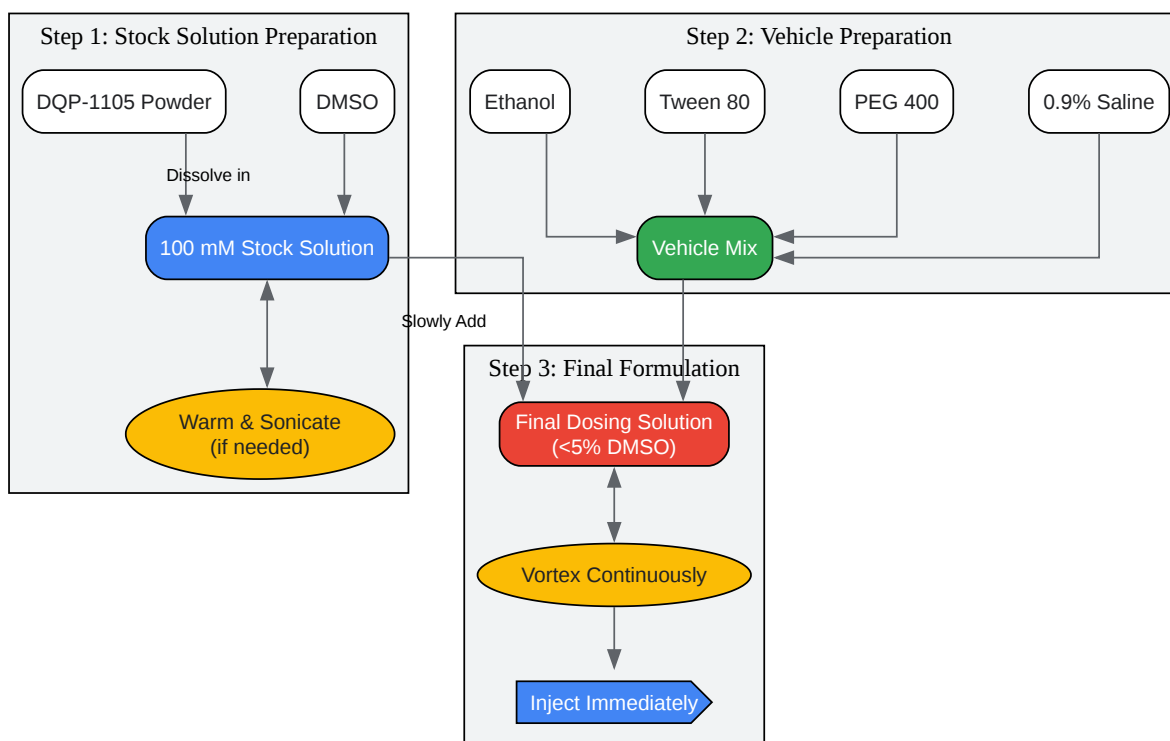 Step 1: Stock Solution Preparation
DQP-1105 Powder
DMSO
Dissolve in
100 mM Stock Solution
Slowly Add
Warm & Sonicate
(if needed)
Step 2: Vehicle Preparation
Ethanol
Tween 80
PEG 400
0.9% Saline
Vehicle Mix
Step 3: Final Formulation
Final Dosing Solution
(<5% DMSO)
Vortex Continuously
Inject Immediately